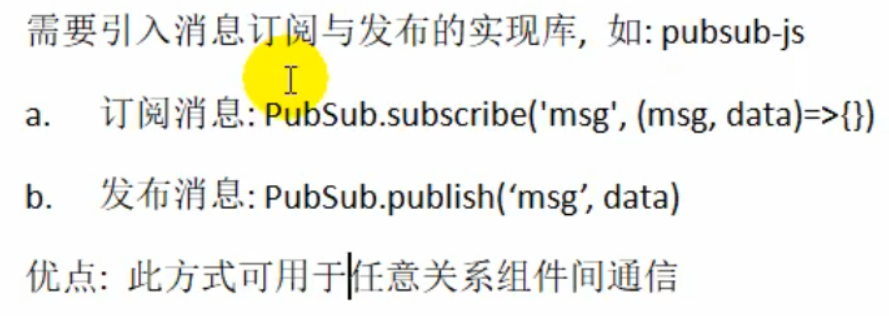 需要引入消息订阅与发布的实现库, 如: pubsub-js
a. 订阅消息: PubSub.subscribe('msg', (msg, data)=>{})
b. 发布消息: PubSub.publish(‘msg’, data)
优点: 此方式可用于任意关系组件间通信